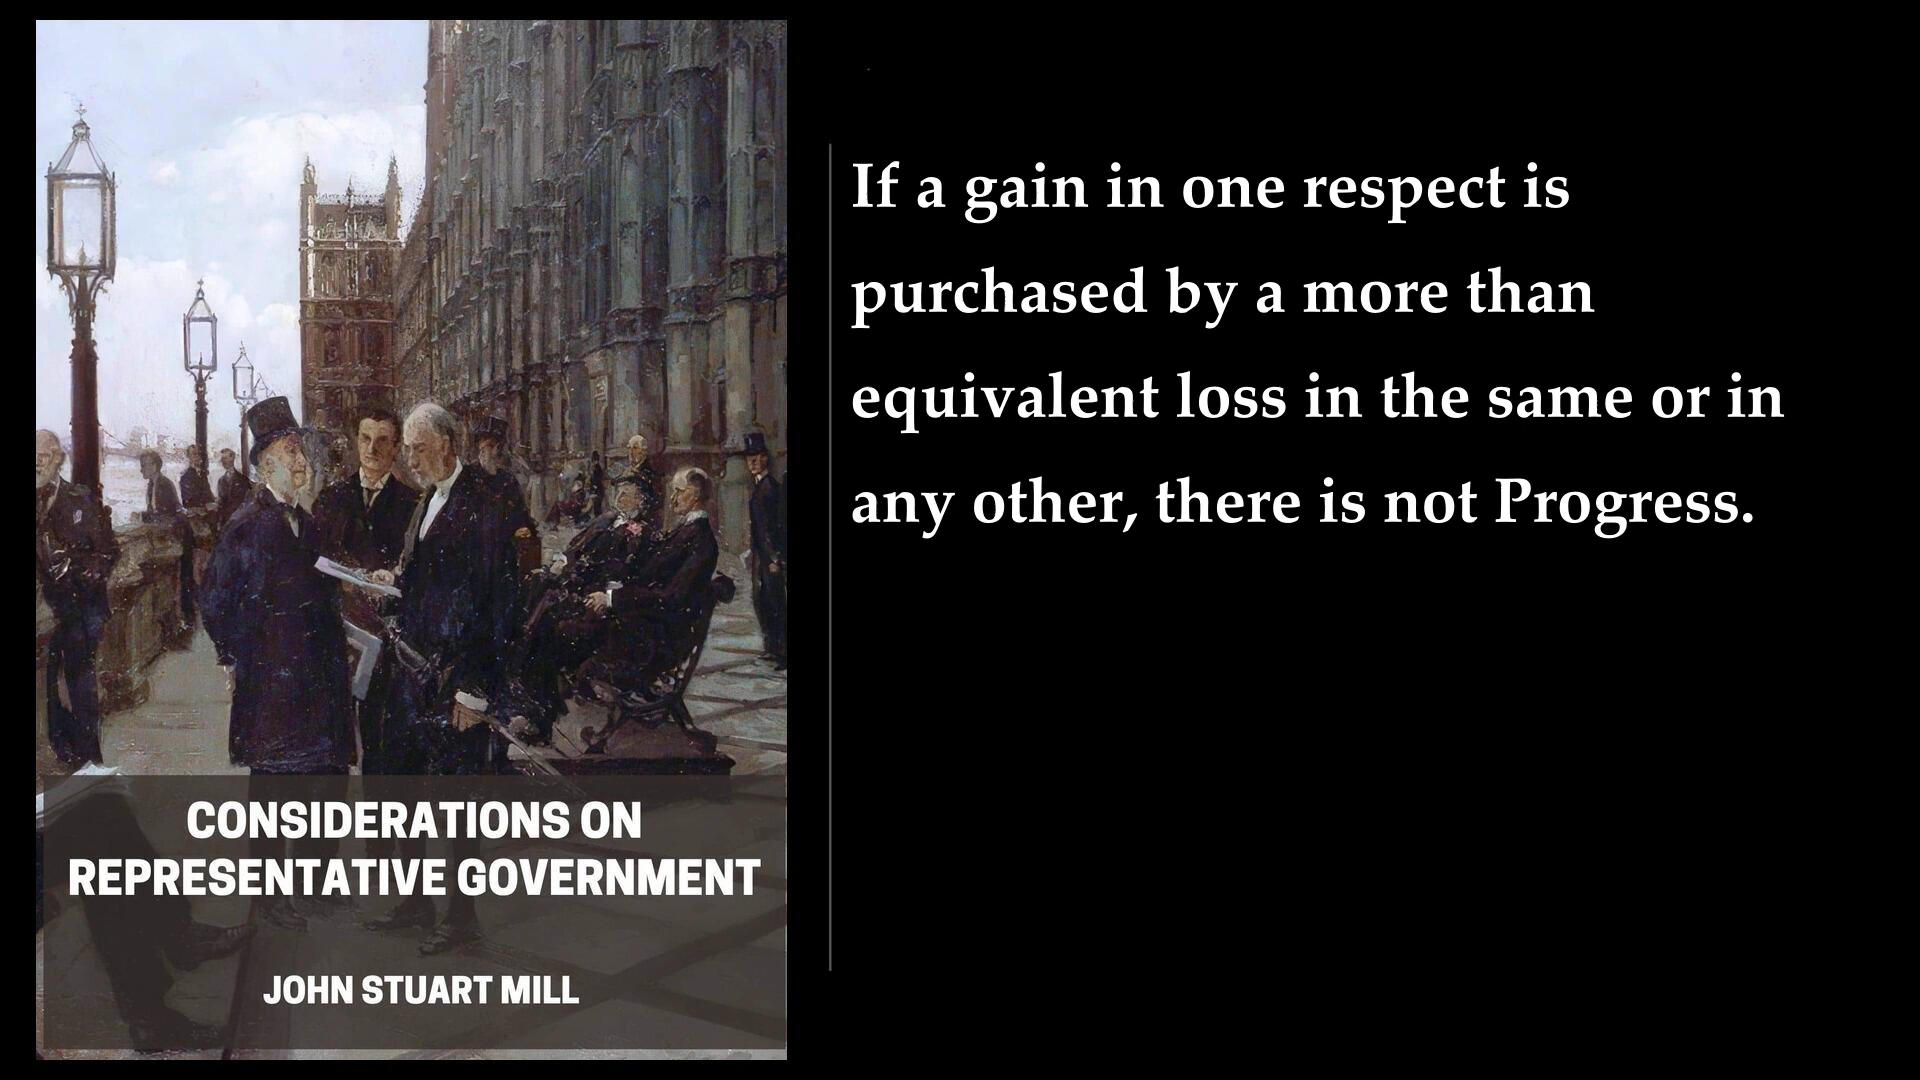 If a gain in one respect is
purchased by a more than
equivalent loss in the same or in
any other, there is not Progress.
CONSIDERATIONS ON
REPRESENTATIVE GOVERNMENT
JOHN STUART MILL